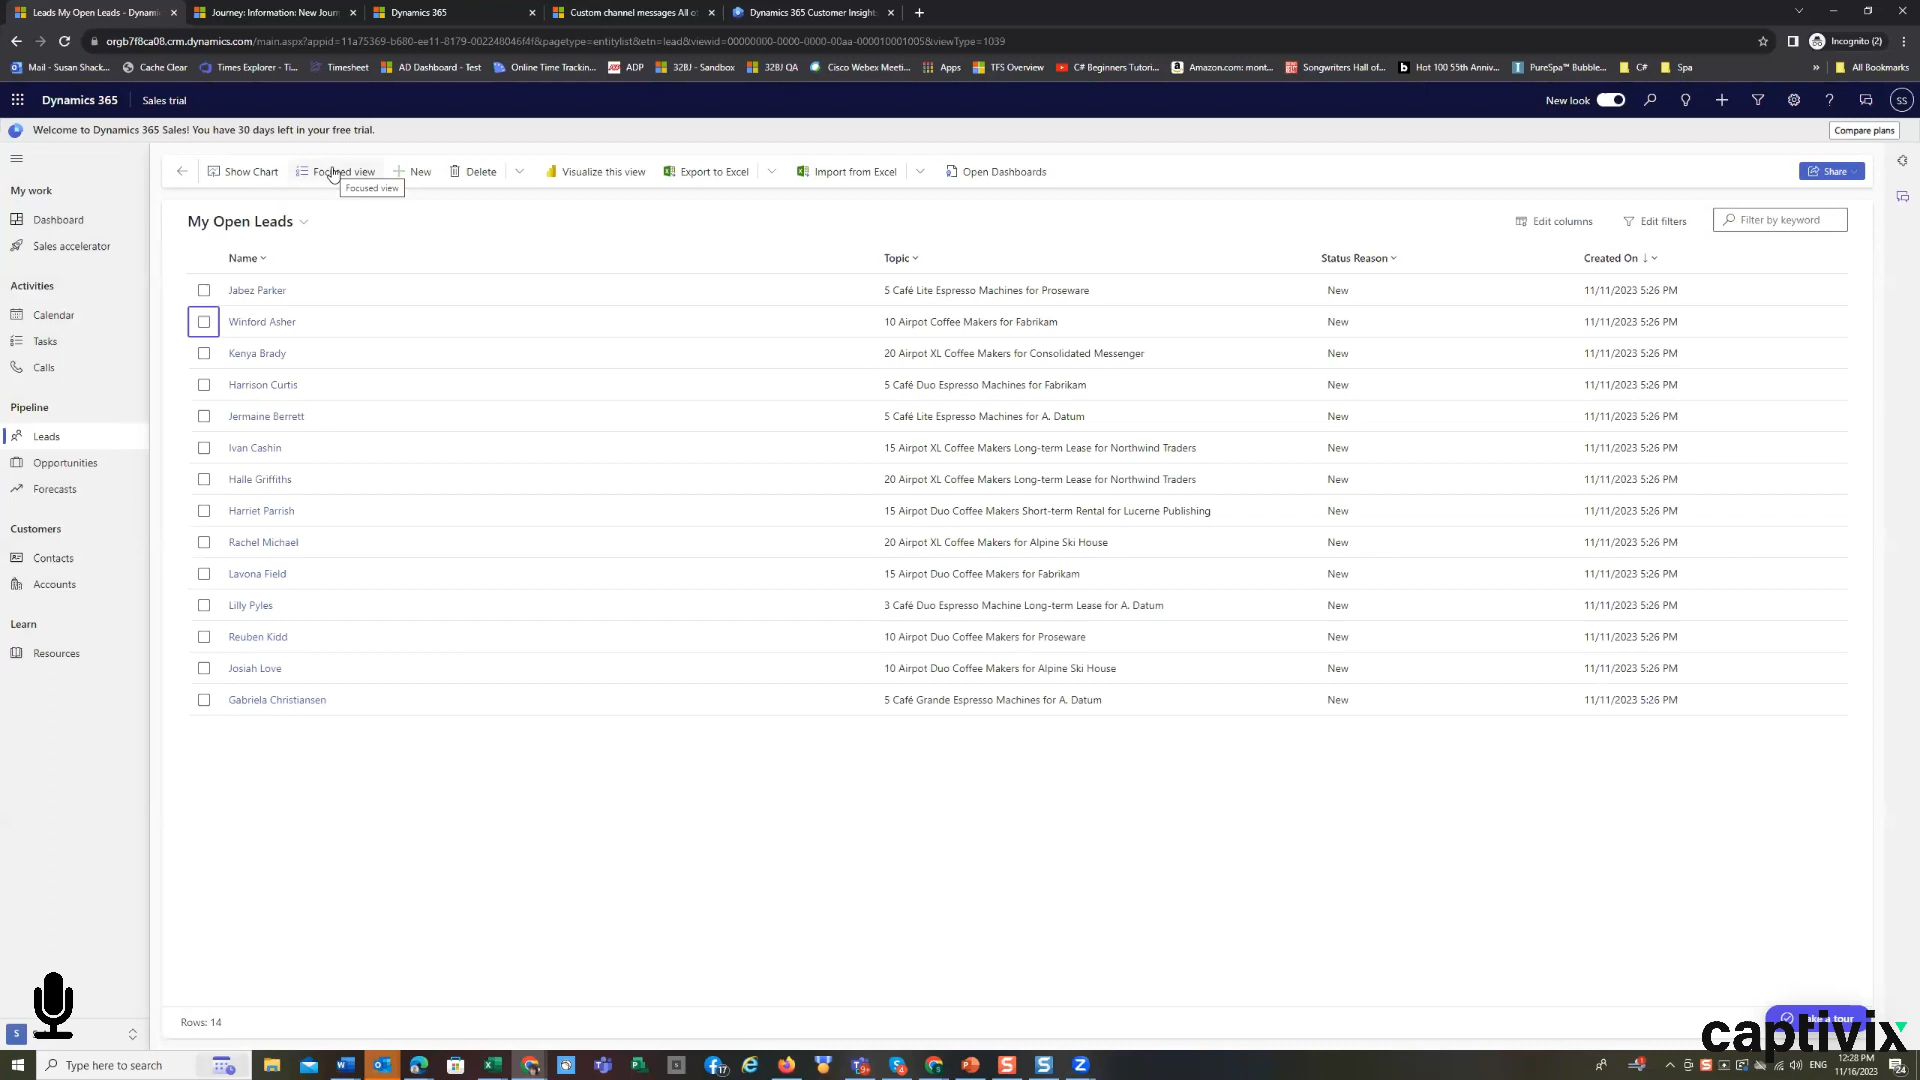 Leads My Open Leads - Dynami
Journey: Information: New Journ
Dynamics 365
Custom channel messages All o
Dynamics 365 Customer Insight
orgb7f8ca08.crm.dynamics.com/main.aspx?appid=11a75369-b680-ee11-8179-002248046f4f&pagetype=entitylist&etn=lead&viewid=00000000-0000-0000-00aa-000010001005&viewType=1039
Incognito (2)
Mail - Susan Shack...
Cache Clear
Times Explorer - Ti...
Timesheet
AD Dashboard - Test
Online Time Trackin...
ADP
32BJ - Sandbox
32BJ QA
Cisco Webex Meeti...
Apps
TFS Overview
C# Beginners Tutori...
Amazon.com: mont...
Songwriters Hall of...
Hot 100 55th Anniv...
PureSpa™ Bubble...
C#
Spa
»
All Bookmarks
Dynamics 365
Sales trial
New look
SS
Welcome to Dynamics 365 Sales! You have 30 days left in your free trial.
Compare plans
Show Chart
Focused view
New
Delete
Visualize this view
Export to Excel
Import from Excel
Open Dashboards
Share
Focused view
My work
Dashboard
Sales accelerator
Activities
Calendar
Tasks
Calls
Pipeline
Leads
Opportunities
Forecasts
Customers
Contacts
Accounts
Learn
Resources
S
My Open Leads
Edit columns
Edit filters
Filter by keyword
Name Topic Status Reason Created On ↓
Jabez Parker 5 Café Lite Espresso Machines for Proseware New 11/11/2023 5:26 PM
Winford Asher 10 Airpot Coffee Makers for Fabrikam New 11/11/2023 5:26 PM
Kenya Brady 20 Airpot XL Coffee Makers for Consolidated Messenger New 11/11/2023 5:26 PM
Harrison Curtis 5 Café Duo Espresso Machines for Fabrikam New 11/11/2023 5:26 PM
Jermaine Berrett 5 Café Lite Espresso Machines for A. Datum New 11/11/2023 5:26 PM
Ivan Cashin 15 Airpot XL Coffee Makers Long-term Lease for Northwind Traders New 11/11/2023 5:26 PM
Halle Griffiths 20 Airpot XL Coffee Makers Long-term Lease for Northwind Traders New 11/11/2023 5:26 PM
Harriet Parrish 15 Airpot Duo Coffee Makers Short-term Rental for Lucerne Publishing New 11/11/2023 5:26 PM
Rachel Michael 20 Airpot XL Coffee Makers for Alpine Ski House New 11/11/2023 5:26 PM
Lavona Field 15 Airpot Duo Coffee Makers for Fabrikam New 11/11/2023 5:26 PM
Lilly Pyles 3 Café Duo Espresso Machine Long-term Lease for A. Datum New 11/11/2023 5:26 PM
Reuben Kidd 10 Airpot Duo Coffee Makers for Proseware New 11/11/2023 5:26 PM
Josiah Love 10 Airpot Duo Coffee Makers for Alpine Ski House New 11/11/2023 5:26 PM
Gabriela Christiansen 5 Café Grande Espresso Machines for A. Datum New 11/11/2023 5:26 PM
Rows: 14
a tour
captivix
Type here to search
ENG
12:28 PM
11/16/2023
24